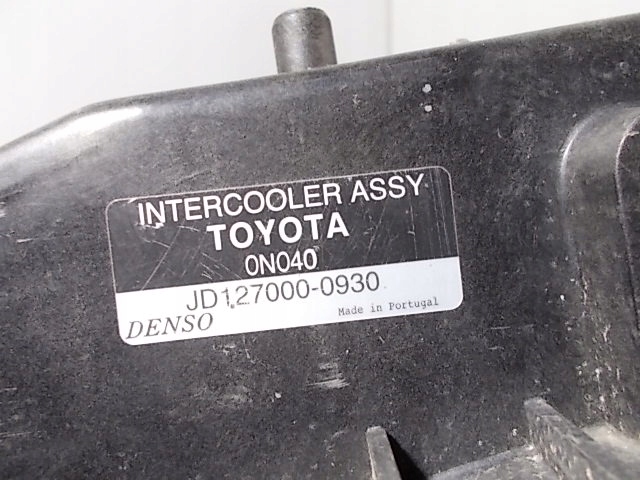 INTERCOOLER ASSY
TOYOTA
0N040
JD127000-0930
DENSO Made in Portugal